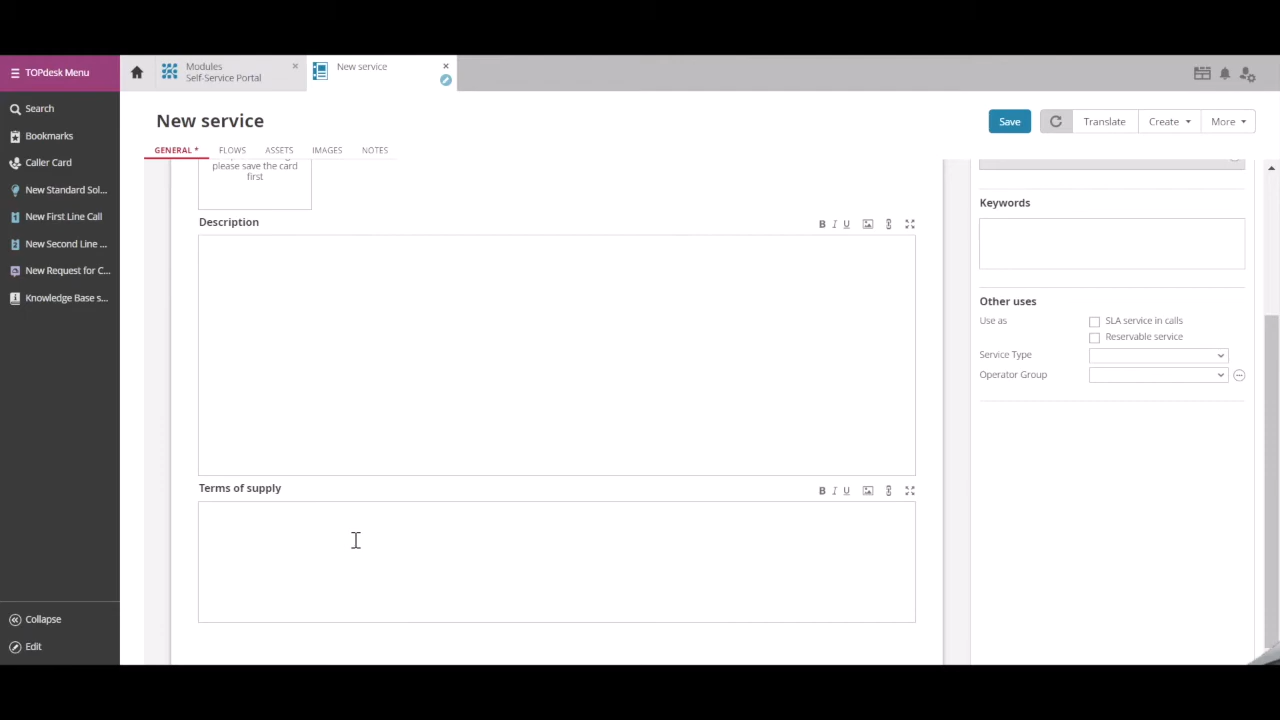 TOPdesk Menu
Modules
Self-Service Portal
New service
Search
Bookmarks
Caller Card
New Standard Sol...
New First Line Call
New Second Line ...
New Request for C...
Knowledge Base s...
Collapse
Edit
New service
Save
Translate
Create
More
GENERAL *
FLOWS
ASSETS
IMAGES
NOTES
please save the card
first
Description
B I U
Terms of supply
B I U
Keywords
Other uses
Use as
SLA service in calls
Reservable service
Service Type
Operator Group